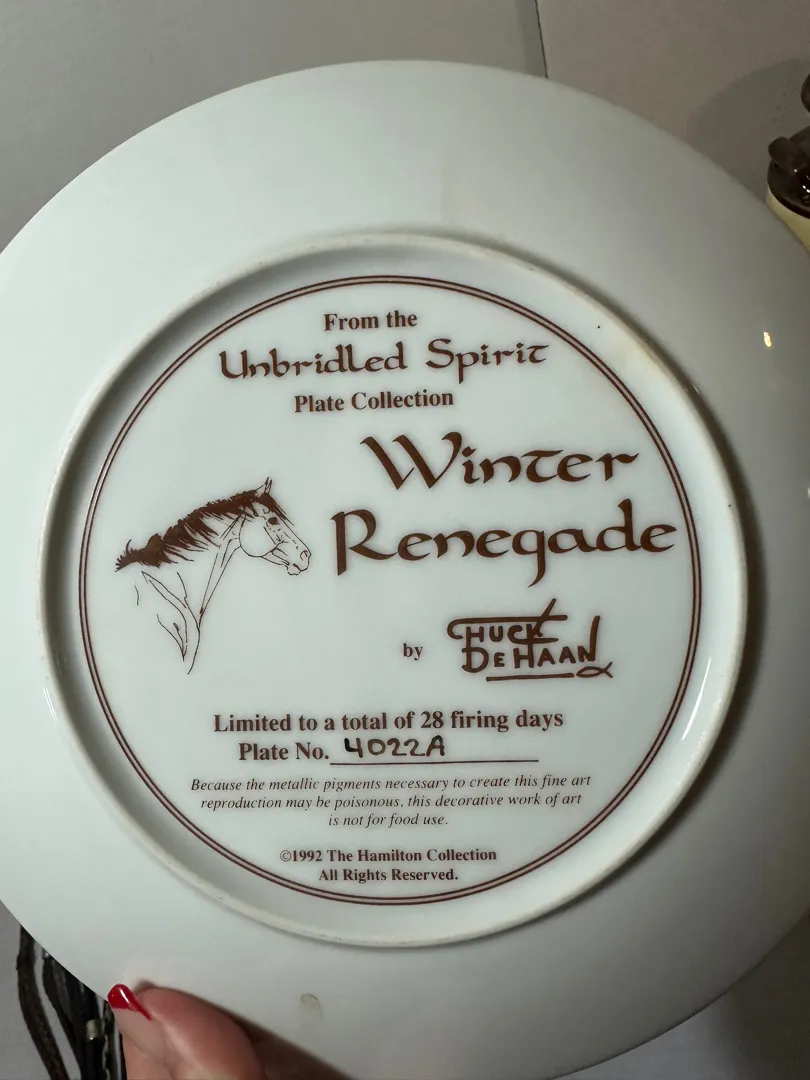 From the
Unbridled Spirit
Plate Collection
Winter
Renegade
by CHUCK DEHAAN
Limited to a total of 28 firing days
Plate No. 4022A
Because the metallic pigments necessary to create this fine art
reproduction may be poisonous, this decorative work of art
is not for food use.
©1992 The Hamilton Collection
All Rights Reserved.